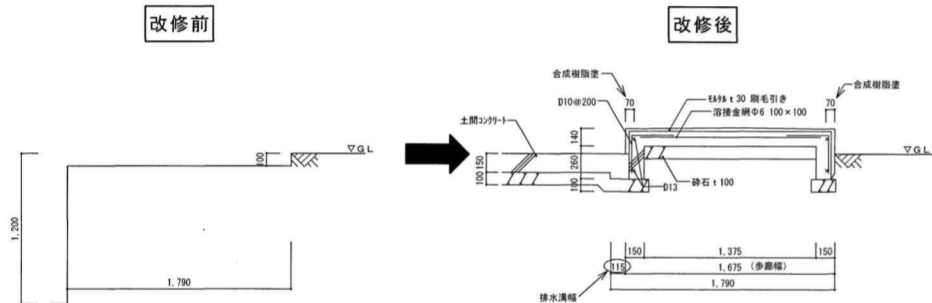 改修前
改修後
合成樹脂塗
合成樹脂塗
70
70
モルタル t 30 刷毛引き
D10@200
溶接金網Φ6 100×100
土間コンクリート
140
▽GL
▽GL
100
150
260
100
100
砕石 t 100
D13
1,200
150
1,375
150
115
1,675 (歩廊幅)
1,790
1,790
排水溝幅